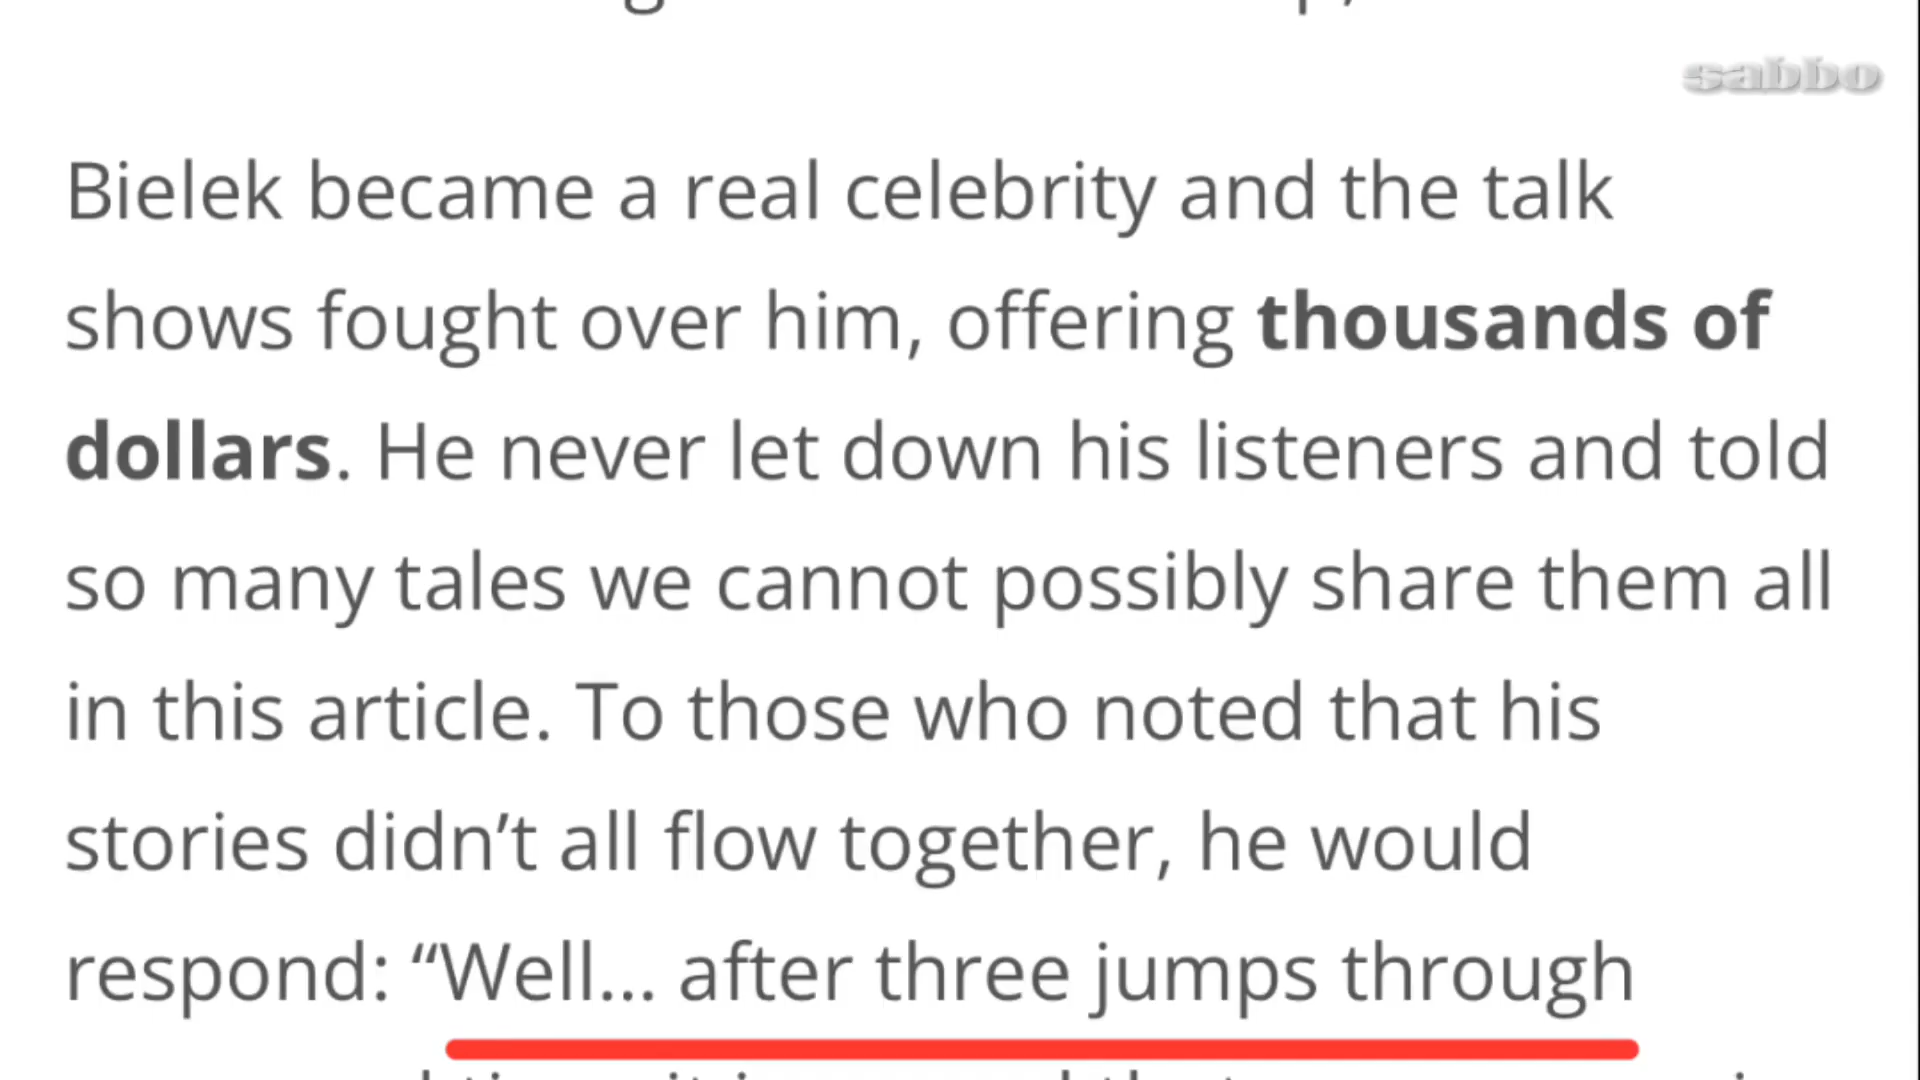 sabbo
Bielek became a real celebrity and the talk
shows fought over him, offering thousands of
dollars. He never let down his listeners and told
so many tales we cannot possibly share them all
in this article. To those who noted that his
stories didn’t all flow together, he would
respond: “Well... after three jumps through